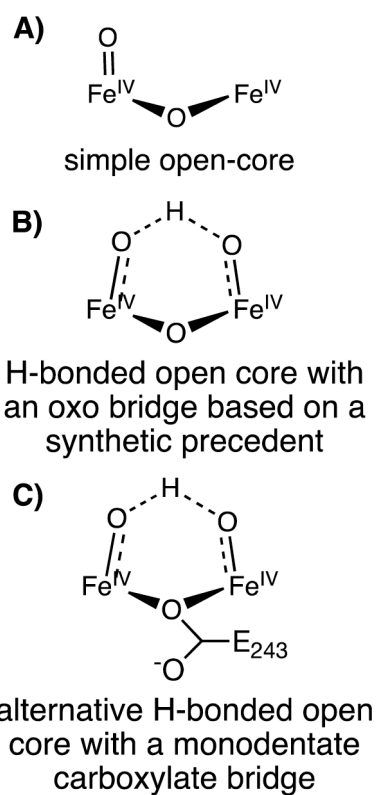 A)
O
Fe^IV Fe^IV
O
simple open-core
B)
H
O O
Fe^IV Fe^IV
O
H-bonded open core with
an oxo bridge based on a
synthetic precedent
C)
H
O O
Fe^IV Fe^IV
O
E₂₄₃
⁻O
alternative H-bonded open
core with a monodentate
carboxylate bridge